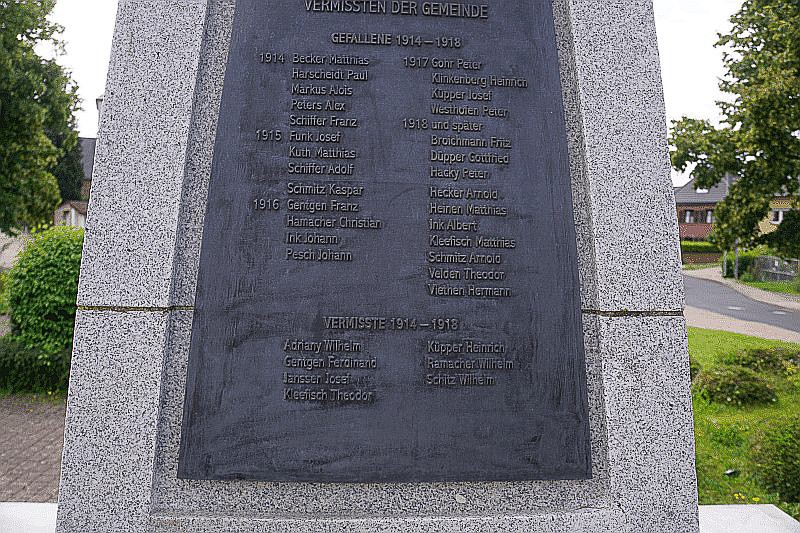 VERMISSTEN DER GEMEINDE
GEFALLENE 1914–1918
1914 Becker Matthias
Harscheidt Paul
Markus Alois
Peters Alex
Schiffer Franz
1915 Funk Josef
Kuth Matthias
Schiffer Adolf
Schmitz Kaspar
1916 Gentgen Franz
Hamacher Christian
Ink Johann
Pesch Johann
1917 Gohr Peter
Klinkenberg Heinrich
Küpper Josef
Westhofen Peter
1918 und später
Broichmann Fritz
Düpper Gottfried
Hacky Peter
Hecker Arnold
Heinen Matthias
Ink Albert
Kleefisch Matthias
Schmitz Arnold
Velden Theodor
Viethen Hermann
VERMISSTE 1914–1918
Adriany Wilhelm
Gentgen Ferdinand
Janssen Josef
Kleefisch Theodor
Küpper Heinrich
Ramacher Wilhelm
Schitz Wilhelm